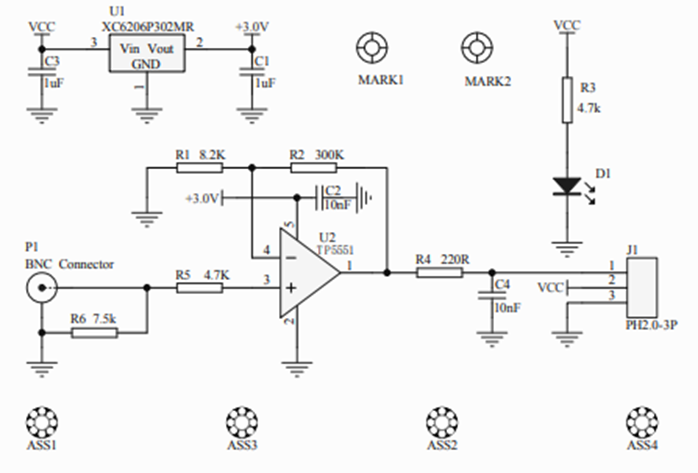 U1
VCC XC6206P302MR +3.0V VCC
3 Vin Vout 2
GND
C3
1uF
1
C1
1uF
MARK1 MARK2
R3
4.7k
D1
R1 8.2K R2 300K
+3.0V
C2
10nF
5
U2
TP5551
4
3
1
2
P1
BNC Connector
R5 4.7K
R6 7.5k
R4 220R
C4
10nF
J1
1
VCC 2
3
PH2.0-3P
ASS1 ASS3 ASS2 ASS4